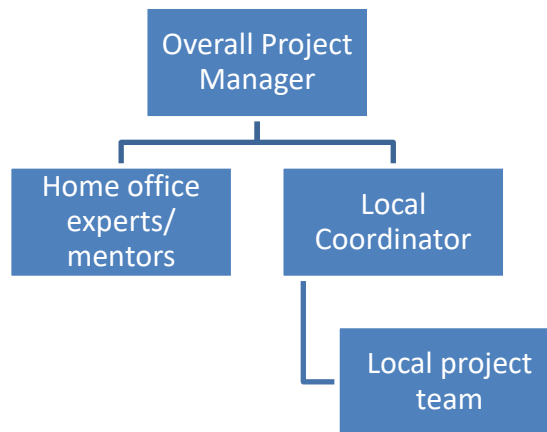 Overall Project
Manager
Home office
experts/
mentors
Local
Coordinator
Local project
team